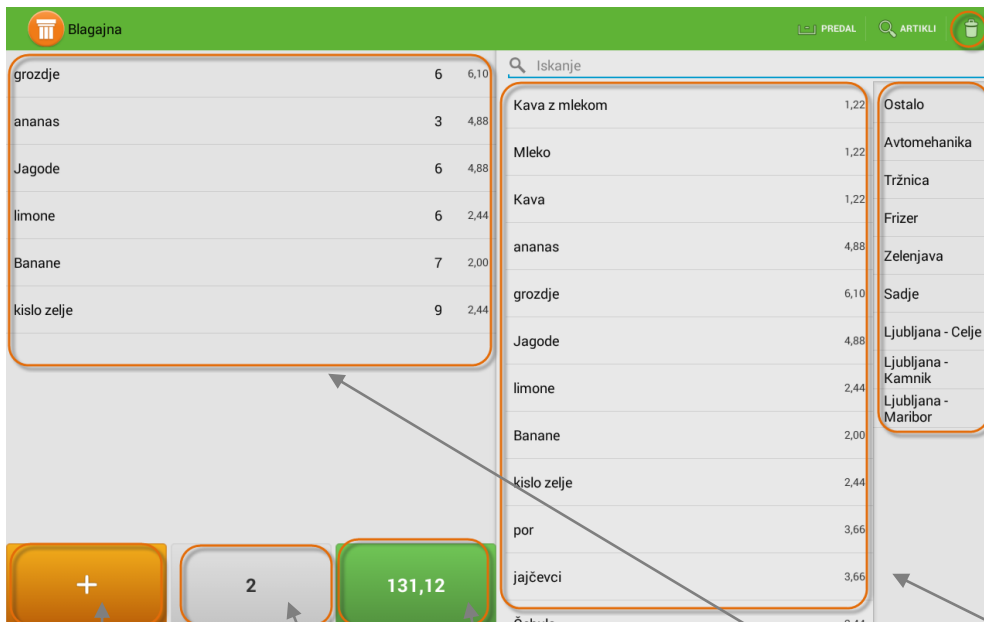 Blagajna
PREDAL
ARTIKLI
grozdje 6 6,10
ananas 3 4,88
Jagode 6 4,88
limone 6 2,44
Banane 7 2,00
kislo zelje 9 2,44
+
2
131,12
Iskanje
Kava z mlekom 1,22
Mleko 1,22
Kava 1,22
ananas 4,88
grozdje 6,10
Jagode 4,88
limone 2,44
Banane 2,00
kislo zelje 2,44
por 3,66
jajčevci 3,66
Ostalo
Avtomehanika
Tržnica
Frizer
Zelenjava
Sadje
Ljubljana - Celje
Ljubljana -
Kamnik
Ljubljana -
Maribor